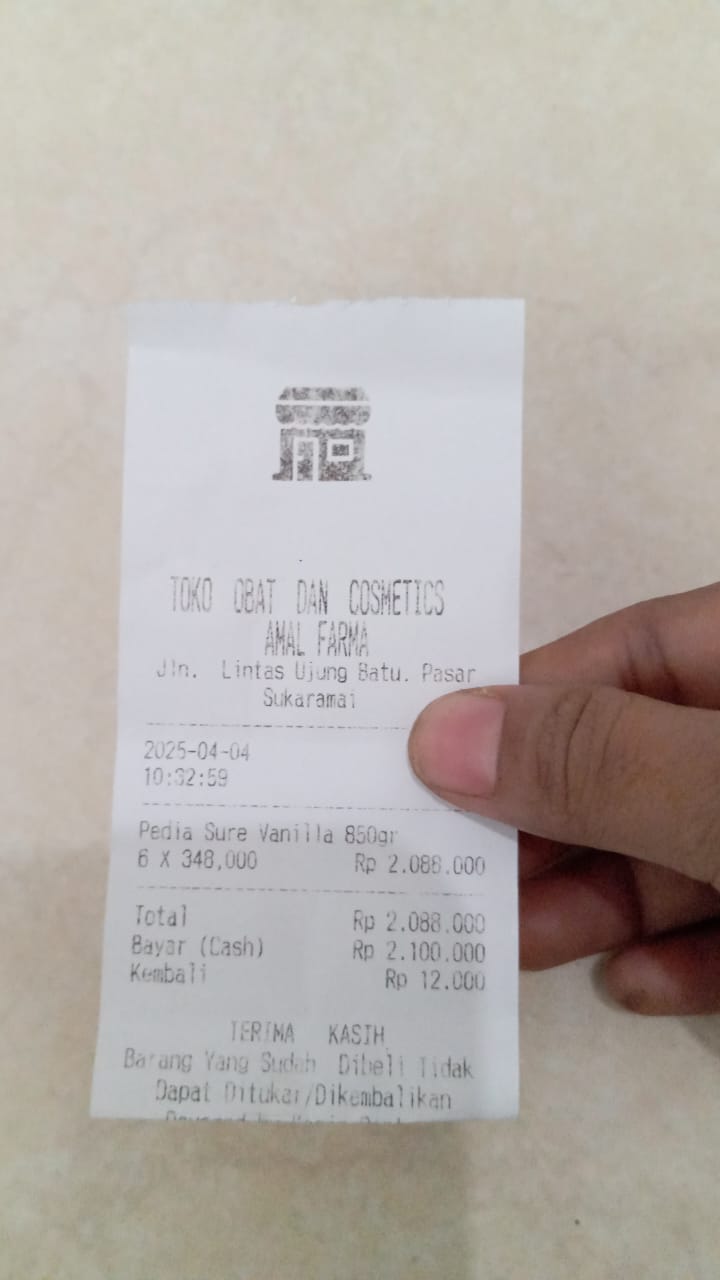 TOKO OBAT DAN COSMETICS
AMAL FARMA
Jln. Lintas Ujung Batu. Pasar
Sukaramai
2025-04-04
10:32:59
Pedia Sure Vanilla 850gr
6 X 348,000 Rp 2.088.000
Total Rp 2.088.000
Bayar (Cash) Rp 2.100.000
Kembali Rp 12.000
TERIMA KASIH
Barang Yang Sudah Dibeli Tidak
Dapat Ditukar/Dikembalikan